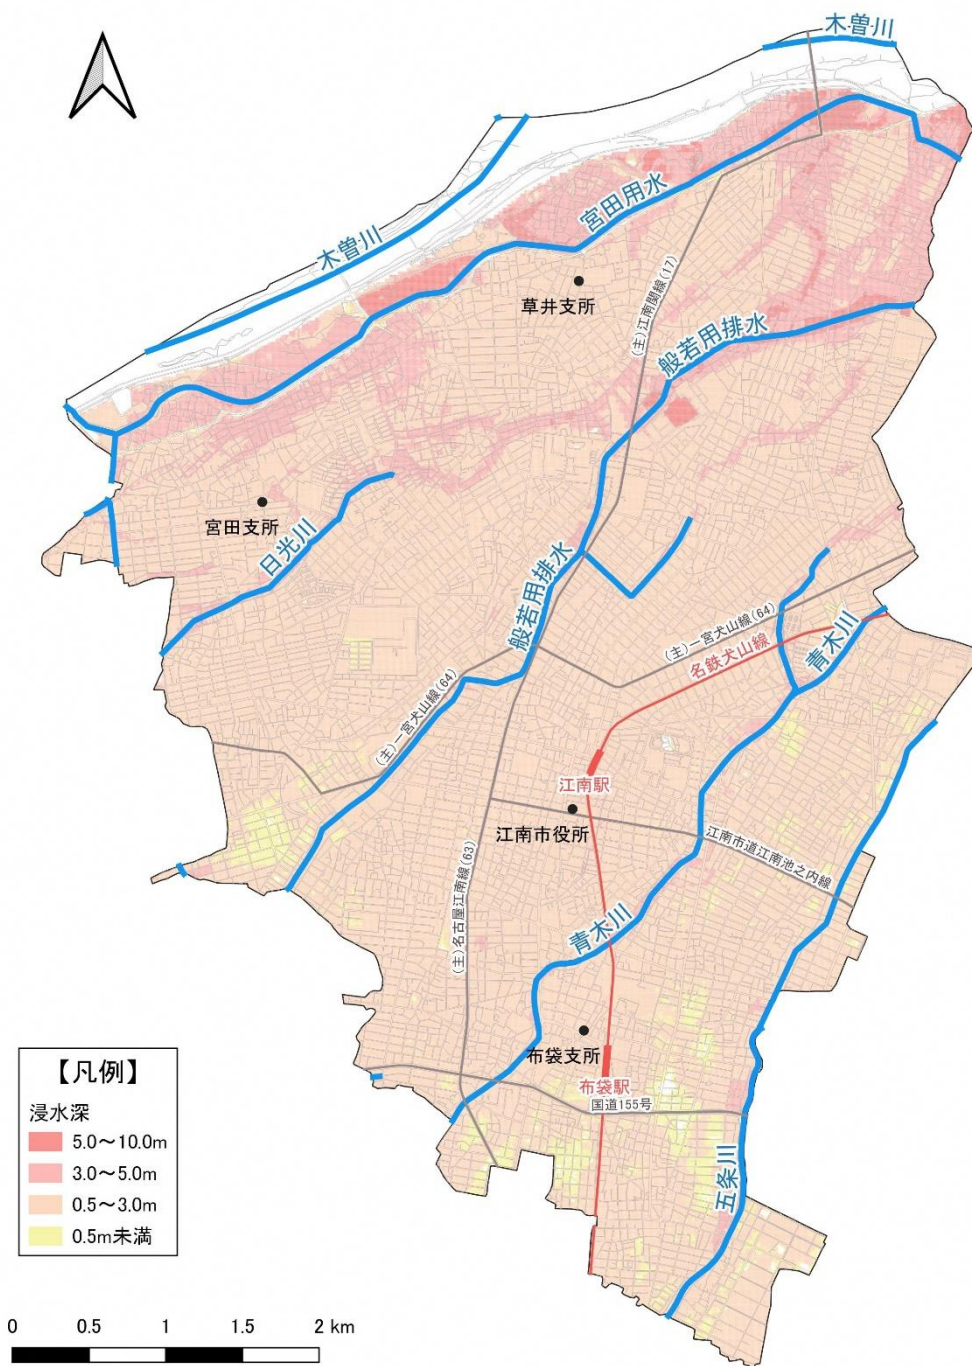 木曽川
木曽川
宮田用水
草井支所
(主)江南関線(17)
般若用排水
宮田支所
日光川
般若用排水
(主)一宮犬山線(64)
名鉄犬山線
青木川
(主)一宮犬山線(64)
江南駅
江南市役所
江南市道江南池之内線
(主)名古屋江南線(63)
青木川
布袋支所
布袋駅
国道155号
五条川
【凡例】
浸水深
5.0～10.0m
3.0～5.0m
0.5～3.0m
0.5m未満
0 0.5 1 1.5 2 km